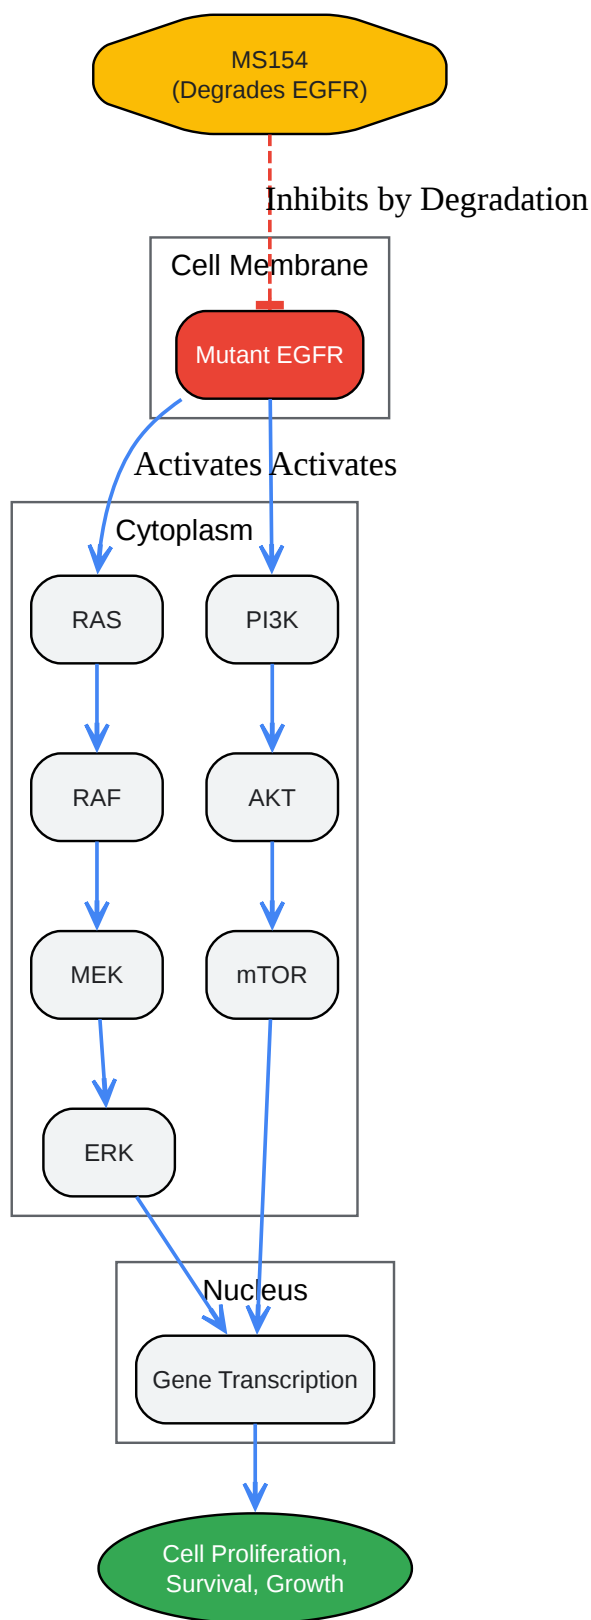 MS154
(Degrades EGFR)
Inhibits by Degradation
Cell Membrane
Mutant EGFR
Activates
Activates
Cytoplasm
RAS
PI3K
RAF
AKT
MEK
mTOR
ERK
Nucleus
Gene Transcription
Cell Proliferation,
Survival, Growth